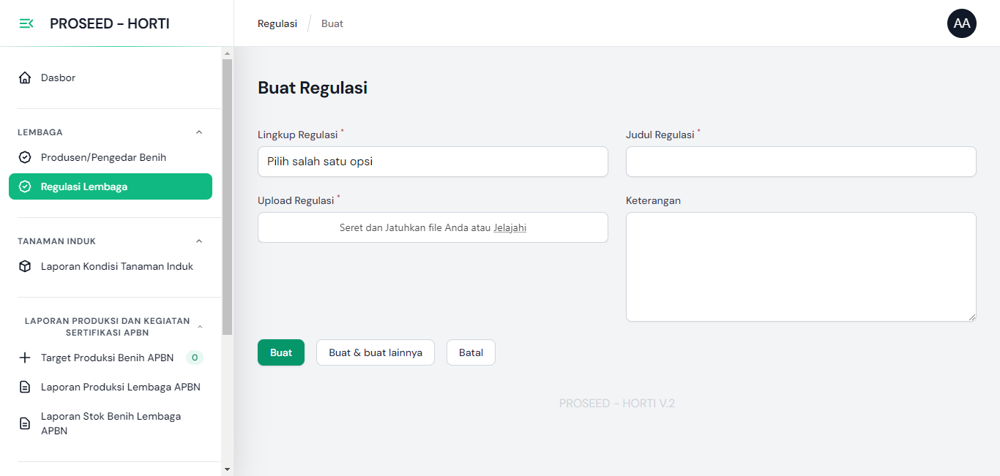 PROSEED - HORTI
Regulasi
Buat
AA
Dasbor
LEMBAGA
Produsen/Pengedar Benih
Regulasi Lembaga
TANAMAN INDUK
Laporan Kondisi Tanaman Induk
LAPORAN PRODUKSI DAN KEGIATAN
SERTIFIKASI APBN
Target Produksi Benih APBN 0
Laporan Produksi Lembaga APBN
Laporan Stok Benih Lembaga
APBN
Buat Regulasi
Lingkup Regulasi *
Pilih salah satu opsi
Judul Regulasi *
Upload Regulasi *
Seret dan Jatuhkan file Anda atau Jelajahi
Keterangan
Buat
Buat & buat lainnya
Batal
PROSEED - HORTI V.2